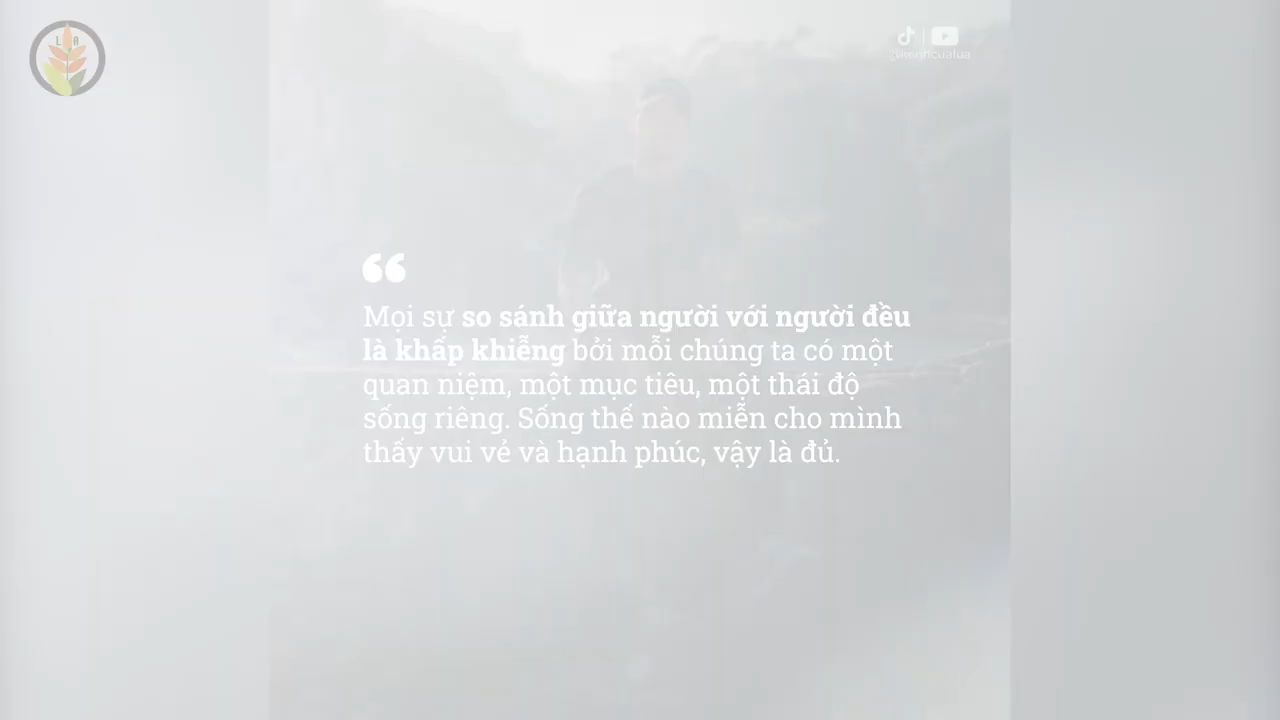 L A
Mọi sự so sánh giữa người với người đều
là khấp khiễng bởi mỗi chúng ta có một
quan niệm, một mục tiêu, một thái độ
sống riêng. Sống thế nào miễn cho mình
thấy vui vẻ và hạnh phúc, vậy là đủ.